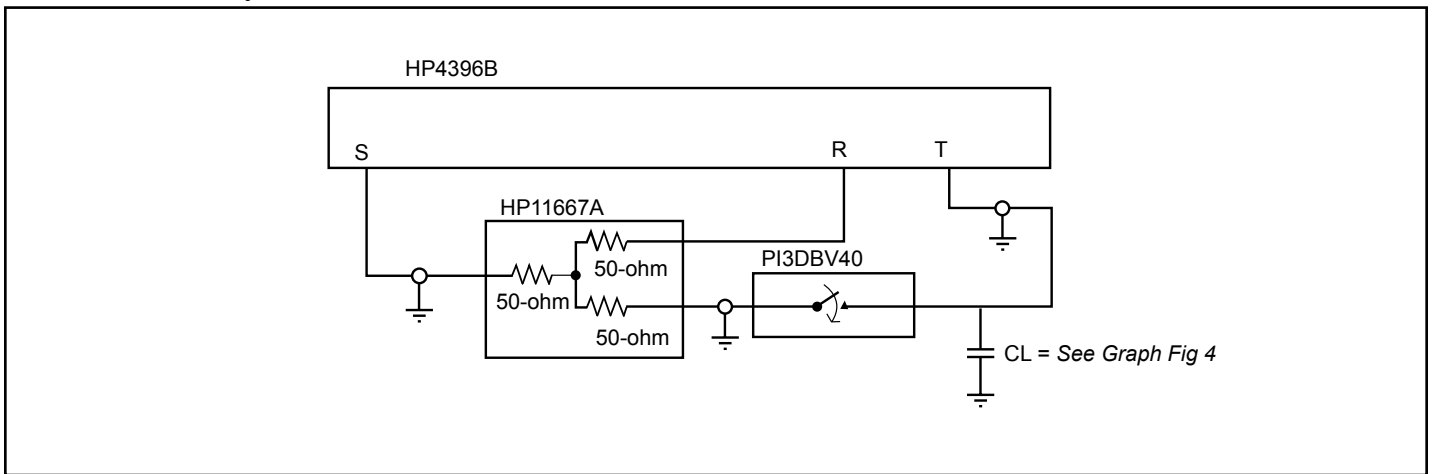 HP4396B
S
R
T
HP11667A
50-ohm
50-ohm
50-ohm
PI3DBV40
CL = See Graph Fig 4